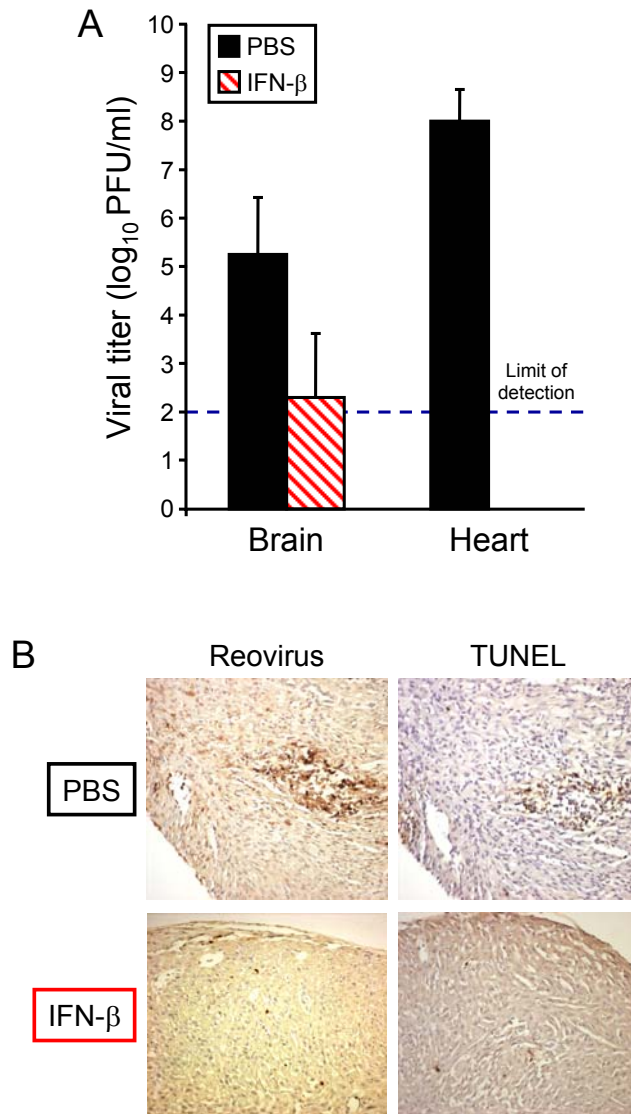 A
10
9
8
7
6
5
4
3
2
1
0
Viral titer (log₁₀ PFU/ml)
PBS
IFN-β
Limit of
detection
Brain Heart
B
Reovirus TUNEL
PBS
IFN-β